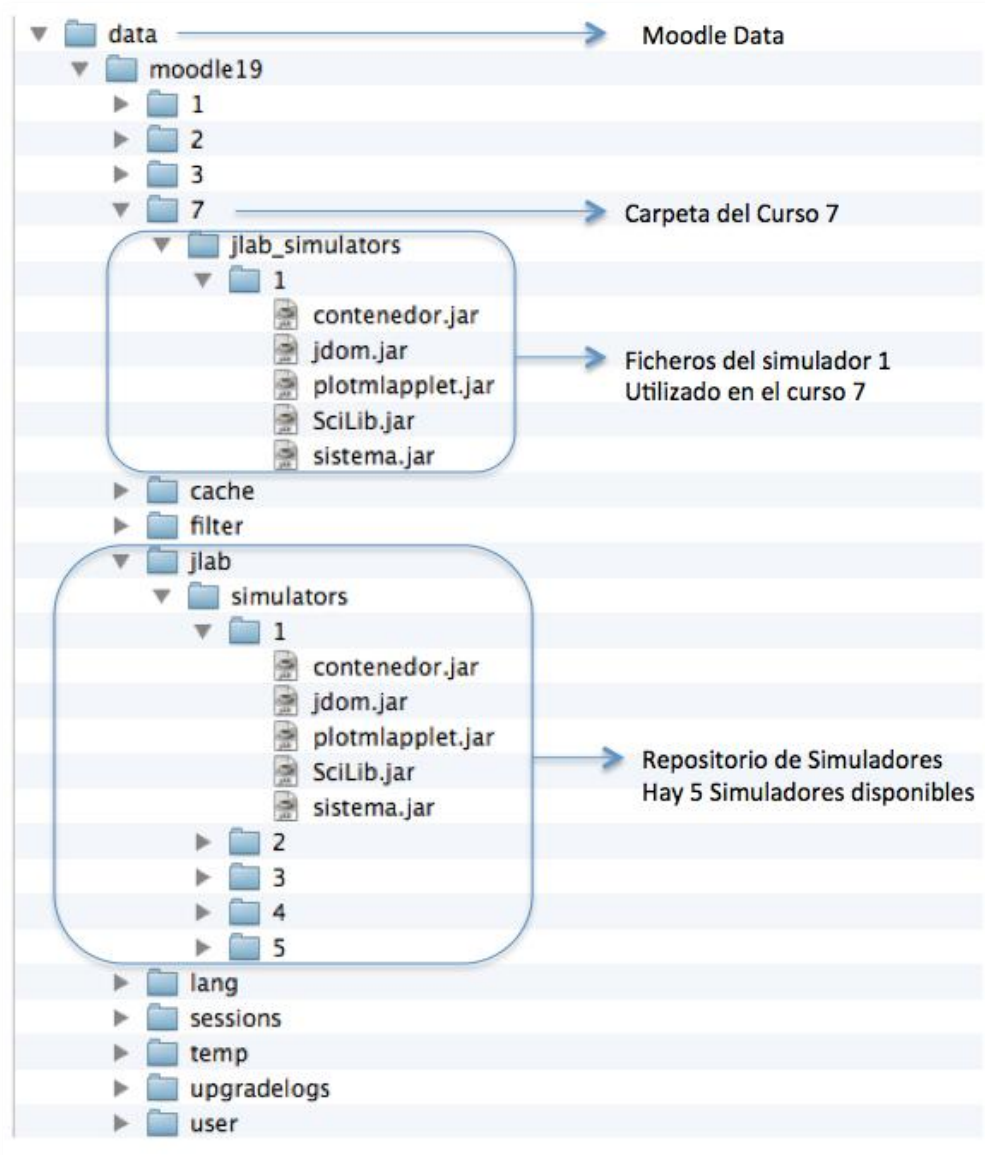 data
Moodle Data
moodle19
1
2
3
7
Carpeta del Curso 7
jlab_simulators
1
contenedor.jar
jdom.jar
Ficheros del simulador 1
plotmlapplet.jar
Utilizado en el curso 7
SciLib.jar
sistema.jar
cache
filter
jlab
simulators
1
contenedor.jar
jdom.jar
plotmlapplet.jar
Repositorio de Simuladores
SciLib.jar
Hay 5 Simuladores disponibles
sistema.jar
2
3
4
5
lang
sessions
temp
upgradelogs
user